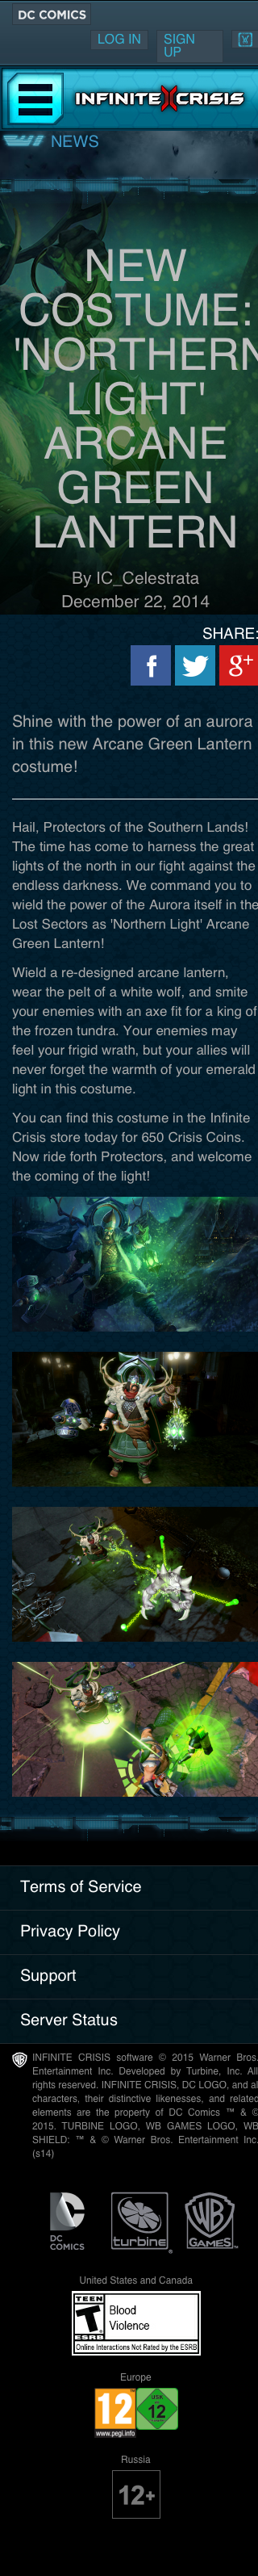 DC COMICS
LOG IN
SIGN
UP
INFINITE CRISIS
NEWS
NEW
COSTUME:
'NORTHERN
LIGHT'
ARCANE
GREEN
LANTERN
By IC_Celestrata
December 22, 2014
SHARE:
f
g+
Shine with the power of an aurora
in this new Arcane Green Lantern
costume!
Hail, Protectors of the Southern Lands!
The time has come to harness the great
lights of the north in our fight against the
endless darkness. We command you to
wield the power of the Aurora itself in the
Lost Sectors as 'Northern Light' Arcane
Green Lantern!
Wield a re-designed arcane lantern,
wear the pelt of a white wolf, and smite
your enemies with an axe fit for a king of
the frozen tundra. Your enemies may
feel your frigid wrath, but your allies will
never forget the warmth of your emerald
light in this costume.
You can find this costume in the Infinite
Crisis store today for 650 Crisis Coins.
Now ride forth Protectors, and welcome
the coming of the light!
Terms of Service
Privacy Policy
Support
Server Status
INFINITE CRISIS software © 2015 Warner Bros.
Entertainment Inc. Developed by Turbine, Inc. All
rights reserved. INFINITE CRISIS, DC LOGO, and all
characters, their distinctive likenesses, and related
elements are the property of DC Comics ™ & ©
2015. TURBINE LOGO, WB GAMES LOGO, WB
SHIELD: ™ & © Warner Bros. Entertainment Inc.
(s14)
DC
COMICS
turbine ®
WB
GAMES ™
United States and Canada
TEEN
T
ESRB
Blood
Violence
Online Interactions Not Rated by the ESRB
Europe
12
www.pegi.info
USK
ab
12
Russia
12+